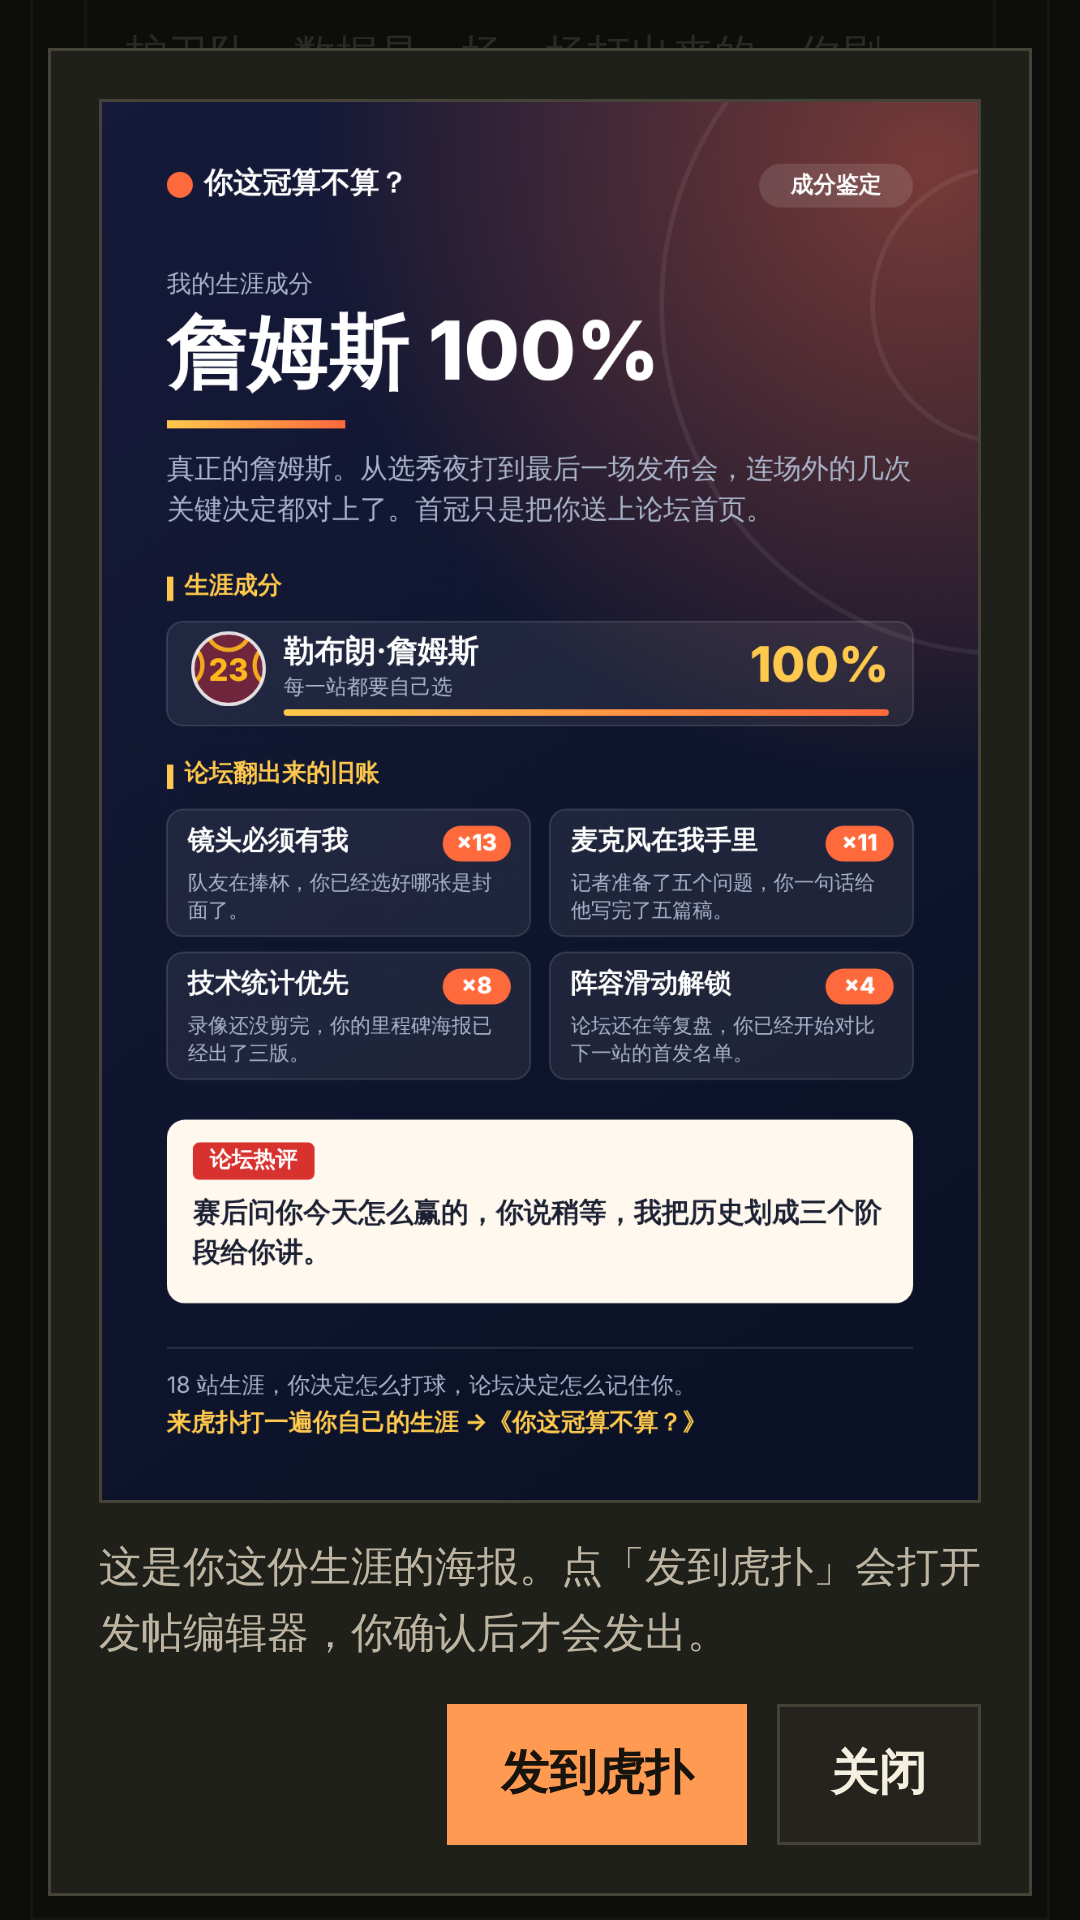 你这冠算不算？
成分鉴定
我的生涯成分
詹姆斯 100%
真正的詹姆斯。从选秀夜打到最后一场发布会，连场外的几次
关键决定都对上了。首冠只是把你送上论坛首页。
生涯成分
23
勒布朗·詹姆斯
每一站都要自己选
100%
论坛翻出来的旧账
镜头必须有我
×13
队友在捧杯，你已经选好哪张是封
面了。
麦克风在我手里
×11
记者准备了五个问题，你一句话给
他写完了五篇稿。
技术统计优先
×8
录像还没剪完，你的里程碑海报已
经出了三版。
阵容滑动解锁
×4
论坛还在等复盘，你已经开始对比
下一站的首发名单。
论坛热评
赛后问你今天怎么赢的，你说稍等，我把历史划成三个阶
段给你讲。
18 站生涯，你决定怎么打球，论坛决定怎么记住你。
来虎扑打一遍你自己的生涯 →《你这冠算不算？》
这是你这份生涯的海报。点「发到虎扑」会打开
发帖编辑器，你确认后才会发出。
发到虎扑
关闭